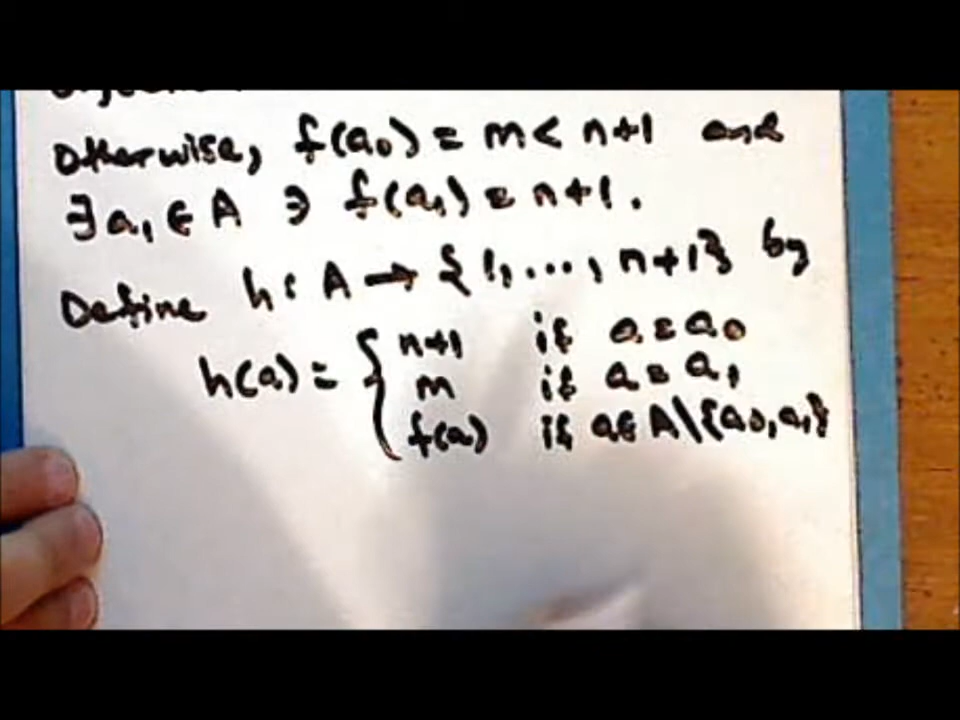 Otherwise, f(a₀) = m < n+1 and
∃ a₁ ∈ A ∋ f(a₁) = n+1.
Define h : A → {1, ..., n+1} by
h(a) = { n+1 if a = a₀
m if a = a₁
f(a) if a ∈ A \ {a₀, a₁}